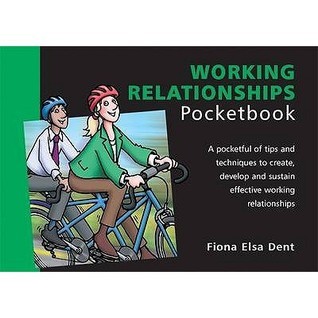 WORKING
RELATIONSHIPS
Pocketbook
A pocketful of tips and
techniques to create,
develop and sustain
effective working
relationships
Fiona Elsa Dent